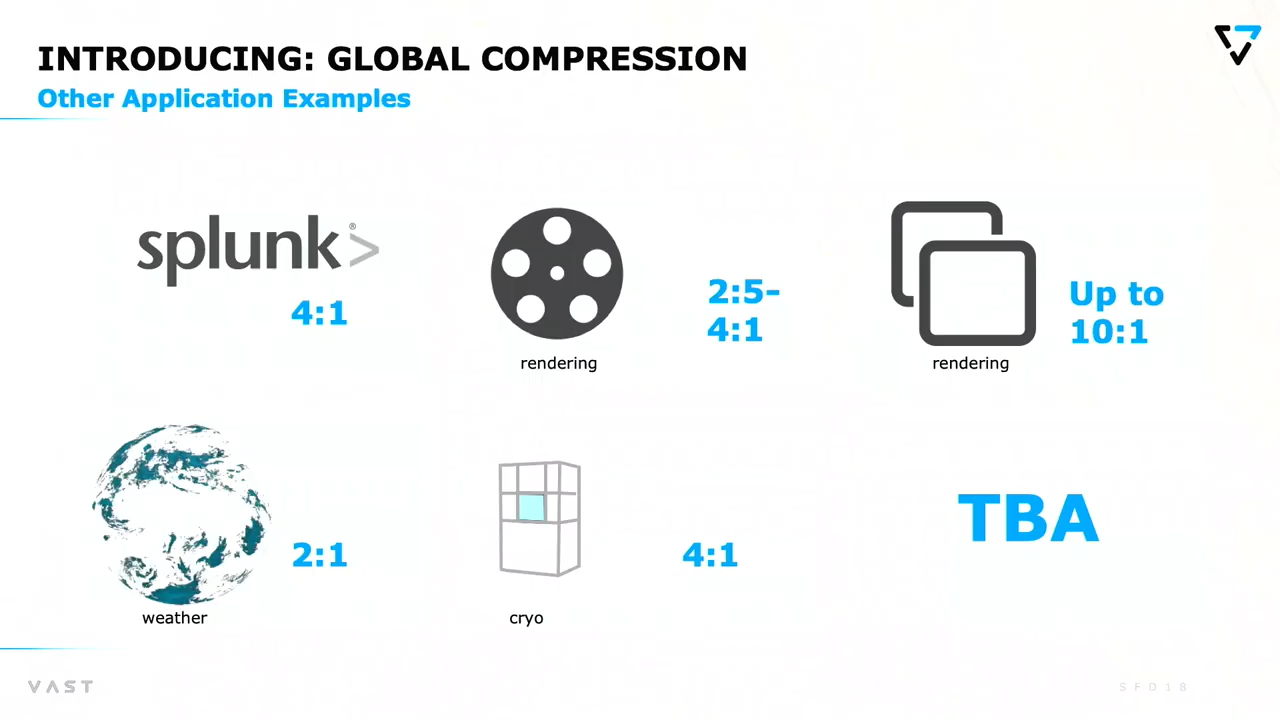 INTRODUCING: GLOBAL COMPRESSION
Other Application Examples
splunk>®
4:1
2:5-
4:1
rendering
Up to
10:1
rendering
2:1
weather
4:1
cryo
TBA
VAST
SFD18